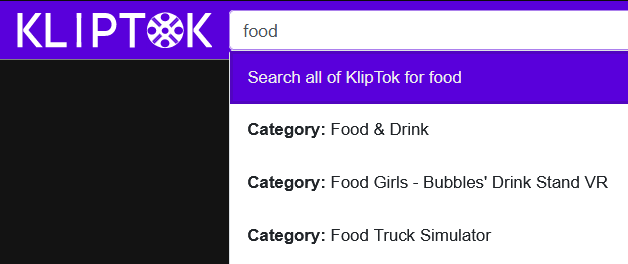 KLIPTOK
food
Search all of KlipTok for food
Category: Food & Drink
Category: Food Girls - Bubbles' Drink Stand VR
Category: Food Truck Simulator